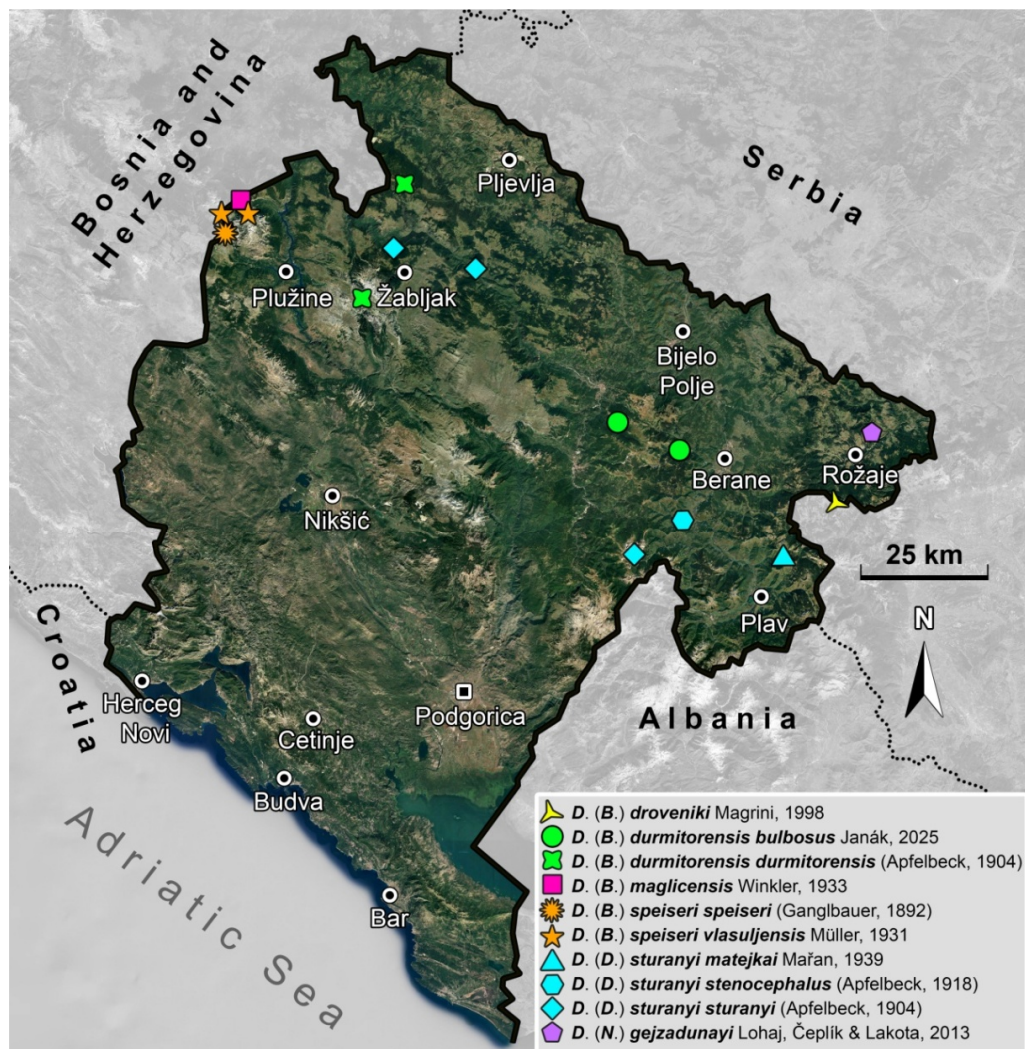 Bosnia and
Herzegovina
Serbia
Pljevlja
Plužine
Žabljak
Bijelo
Polje
Berane
Rožaje
Nikšić
25 km
Plav
N
Croatia
Herceg
Novi
Podgorica
Cetinje
Albania
Budva
Adriatic Sea
Bar
D. (B.) droveniki Magrini, 1998
D. (B.) durmitorensis bulbosus Janák, 2025
D. (B.) durmitorensis durmitorensis (Apfelbeck, 1904)
D. (B.) maglicensis Winkler, 1933
D. (B.) speiseri speiseri (Ganglbauer, 1892)
D. (B.) speiseri vlasuljensis Müller, 1931
D. (D.) sturanyi matejkai Mařan, 1939
D. (D.) sturanyi stenocephalus (Apfelbeck, 1918)
D. (D.) sturanyi sturanyi (Apfelbeck, 1904)
D. (N.) gejzadunayi Lohaj, Čeplík & Lakota, 2013